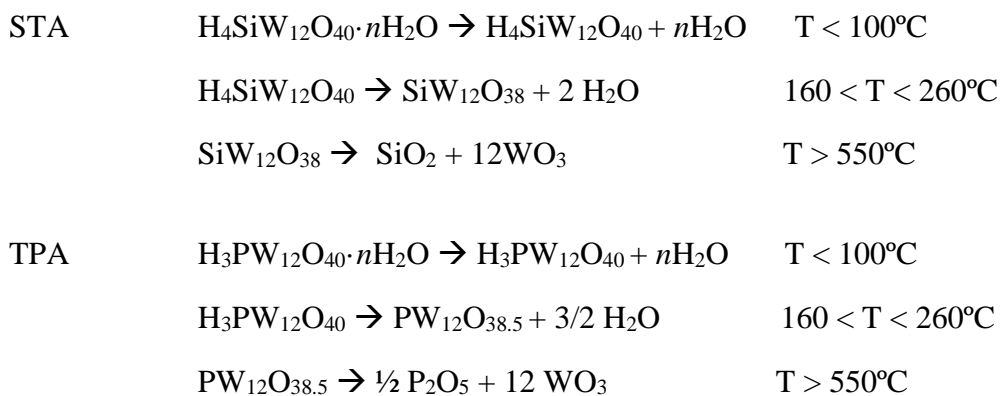 STA H₄SiW₁₂O₄₀·nH₂O → H₄SiW₁₂O₄₀ + nH₂O T < 100ºC
H₄SiW₁₂O₄₀ → SiW₁₂O₃₈ + 2 H₂O 160 < T < 260ºC
SiW₁₂O₃₈ → SiO₂ + 12WO₃ T > 550ºC
TPA H₃PW₁₂O₄₀·nH₂O → H₃PW₁₂O₄₀ + nH₂O T < 100ºC
H₃PW₁₂O₄₀ → PW₁₂O₃₈.₅ + 3/2 H₂O 160 < T < 260ºC
PW₁₂O₃₈.₅ → ½ P₂O₅ + 12 WO₃ T > 550ºC